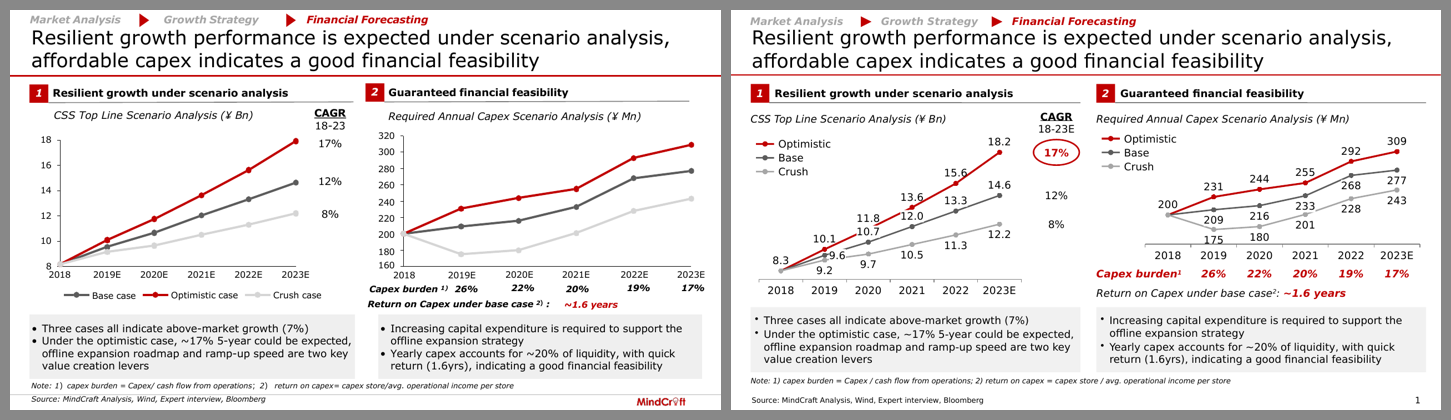 Market Analysis Growth Strategy Financial Forecasting
Resilient growth performance is expected under scenario analysis,
affordable capex indicates a good financial feasibility
1 Resilient growth under scenario analysis
CSS Top Line Scenario Analysis (¥ Bn)
CAGR
18-23
17%
12%
8%
18
16
14
12
10
8
2018 2019E 2020E 2021E 2022E 2023E
Base case Optimistic case Crush case
• Three cases all indicate above-market growth (7%)
• Under the optimistic case, ~17% 5-year could be expected,
offline expansion roadmap and ramp-up speed are two key
value creation levers
2 Guaranteed financial feasibility
Required Annual Capex Scenario Analysis (¥ Mn)
320
300
280
260
240
220
200
180
160
2018 2019E 2020E 2021E 2022E 2023E
Capex burden 1) 26% 22% 20% 19% 17%
Return on Capex under base case 2) : ~1.6 years
• Increasing capital expenditure is required to support the
offline expansion strategy
• Yearly capex accounts for ~20% of liquidity, with quick
return (1.6yrs), indicating a good financial feasibility
Note: 1) capex burden = Capex/ cash flow from operations; 2) return on capex= capex store/avg. operational income per store
Source: MindCraft Analysis, Wind, Expert interview, Bloomberg
MindCraft
Market Analysis Growth Strategy Financial Forecasting
Resilient growth performance is expected under scenario analysis,
affordable capex indicates a good financial feasibility
1 Resilient growth under scenario analysis
CSS Top Line Scenario Analysis (¥ Bn)
CAGR
18-23E
Optimistic
Base
Crush
18.2
17%
15.6
14.6
13.6
13.3
12%
11.8
12.0
12.2
8%
10.1
10.7
11.3
8.3
9.6
10.5
9.2
9.7
2018 2019 2020 2021 2022 2023E
• Three cases all indicate above-market growth (7%)
• Under the optimistic case, ~17% 5-year could be expected,
offline expansion roadmap and ramp-up speed are two key
value creation levers
2 Guaranteed financial feasibility
Required Annual Capex Scenario Analysis (¥ Mn)
Optimistic
Base
Crush
200 231 244 255 292 309
209 216 233 268 277
175 180 201 228 243
2018 2019 2020 2021 2022 2023E
Capex burden¹ 26% 22% 20% 19% 17%
Return on Capex under base case²: ~1.6 years
• Increasing capital expenditure is required to support the
offline expansion strategy
• Yearly capex accounts for ~20% of liquidity, with quick
return (1.6yrs), indicating a good financial feasibility
Note: 1) capex burden = Capex / cash flow from operations; 2) return on capex = capex store / avg. operational income per store
Source: MindCraft Analysis, Wind, Expert interview, Bloomberg
1